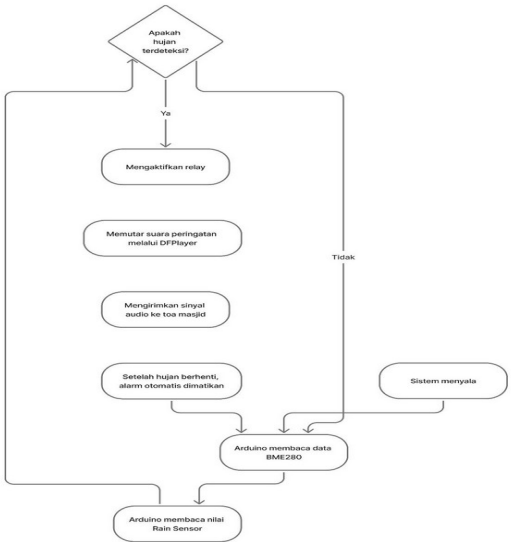 Apakah
hujan
terdeteksi?
Ya
Mengaktifkan relay
Memutar suara peringatan
melalui DFPlayer
Tidak
Mengirimkan sinyal
audio ke toa masjid
Setelah hujan berhenti,
alarm otomatis dimatikan
Sistem menyala
Arduino membaca data
BME280
Arduino membaca nilai
Rain Sensor